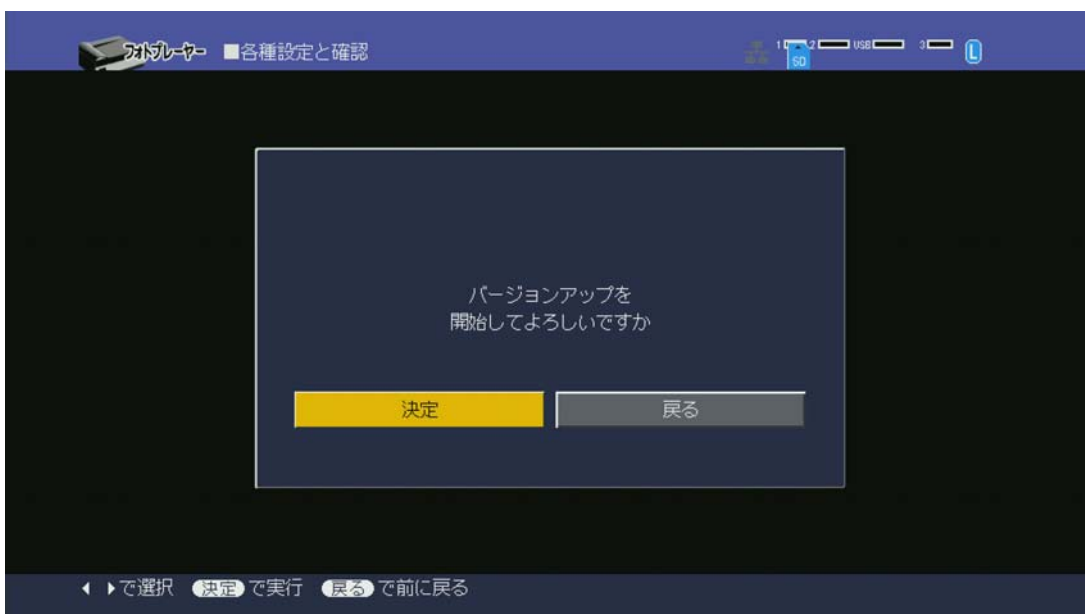 フォトプレーヤー ■各種設定と確認 1 2 USB 3 L
SD
バージョンアップを
開始してよろしいですか
決定 戻る
で選択 決定 で実行 戻る で前に戻る